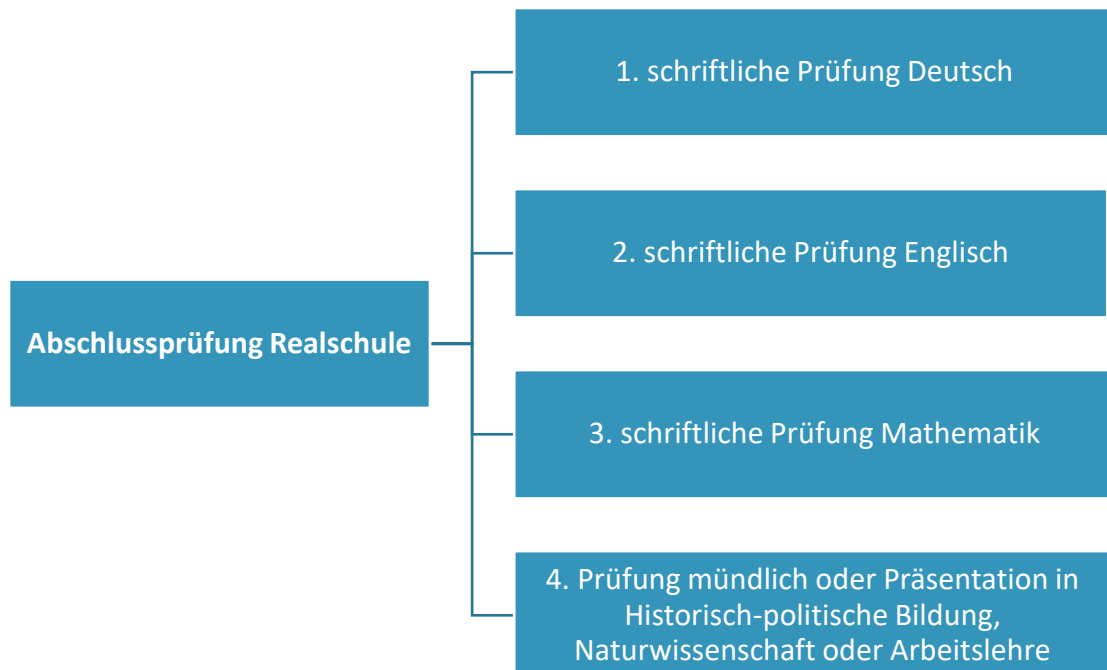 1. schriftliche Prüfung Deutsch
2. schriftliche Prüfung Englisch
Abschlussprüfung Realschule
3. schriftliche Prüfung Mathematik
4. Prüfung mündlich oder Präsentation in
Historisch-politische Bildung,
Naturwissenschaft oder Arbeitslehre